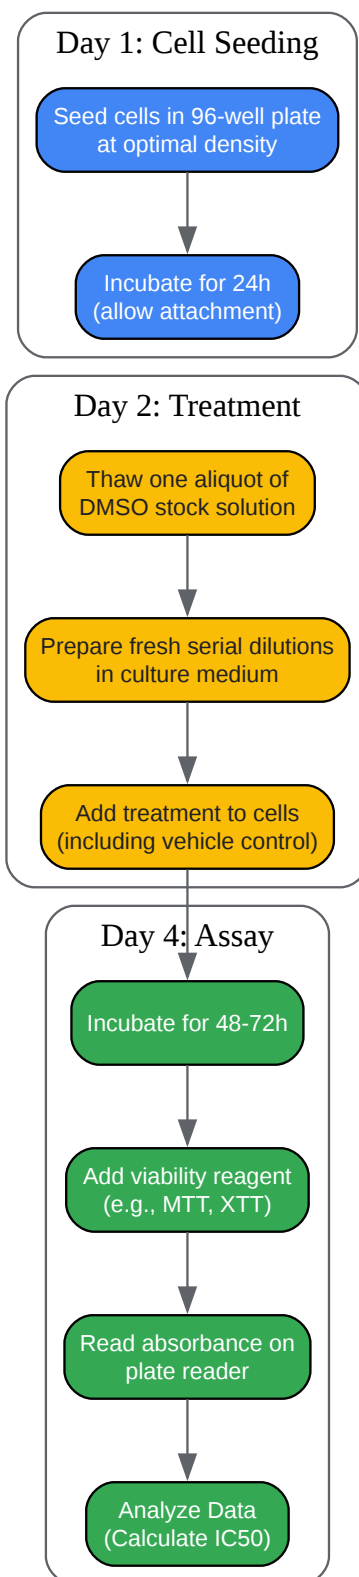 Day 1: Cell Seeding
Seed cells in 96-well plate
at optimal density
Incubate for 24h
(allow attachment)
Day 2: Treatment
Thaw one aliquot of
DMSO stock solution
Prepare fresh serial dilutions
in culture medium
Add treatment to cells
(including vehicle control)
Day 4: Assay
Incubate for 48-72h
Add viability reagent
(e.g., MTT, XTT)
Read absorbance on
plate reader
Analyze Data
(Calculate IC50)